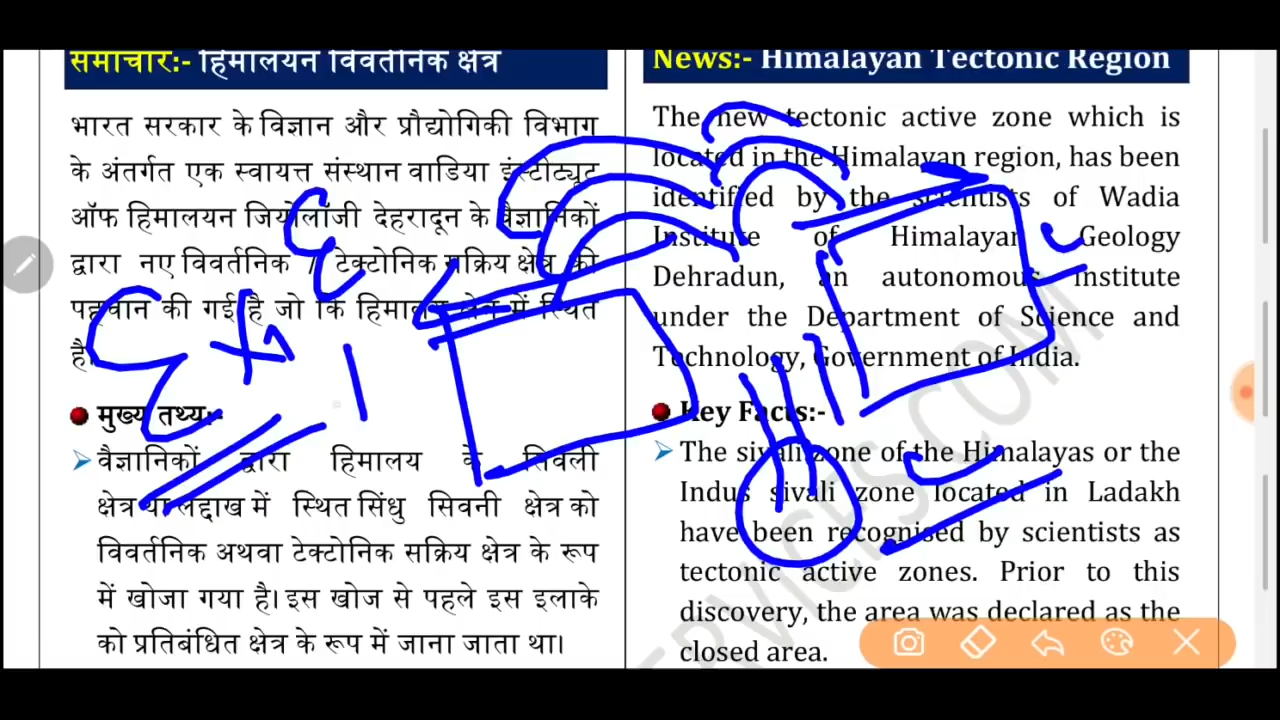 समाचारः- हिमालयन विवर्तनिक क्षेत्र
भारत सरकार के विज्ञान और प्रौद्योगिकी विभाग
के अंतर्गत एक स्वायत्त संस्थान वाडिया इंस्टीट्यूट
ऑफ हिमालयन जियोलॉजी देहरादून के वैज्ञानिकों
द्वारा नए विवर्तनिक / टेक्टोनिक सक्रिय क्षेत्र की
पहचान की गई है जो कि हिमालय क्षेत्र में स्थित
है।
मुख्य तथ्यः-
वैज्ञानिकों द्वारा हिमालय के सिवली
क्षेत्र या लद्दाख में स्थित सिंधु सिवनी क्षेत्र को
विवर्तनिक अथवा टेक्टोनिक सक्रिय क्षेत्र के रूप
में खोजा गया है। इस खोज से पहले इस इलाके
को प्रतिबंधित क्षेत्र के रूप में जाना जाता था।
News:- Himalayan Tectonic Region
The new tectonic active zone which is
located in the Himalayan region, has been
identified by the scientists of Wadia
Institute of Himalayan Geology
Dehradun, an autonomous institute
under the Department of Science and
Technology, Government of India.
Key Facts:-
The sivali zone of the Himalayas or the
Indus sivali zone located in Ladakh
have been recognised by scientists as
tectonic active zones. Prior to this
discovery, the area was declared as the
closed area.